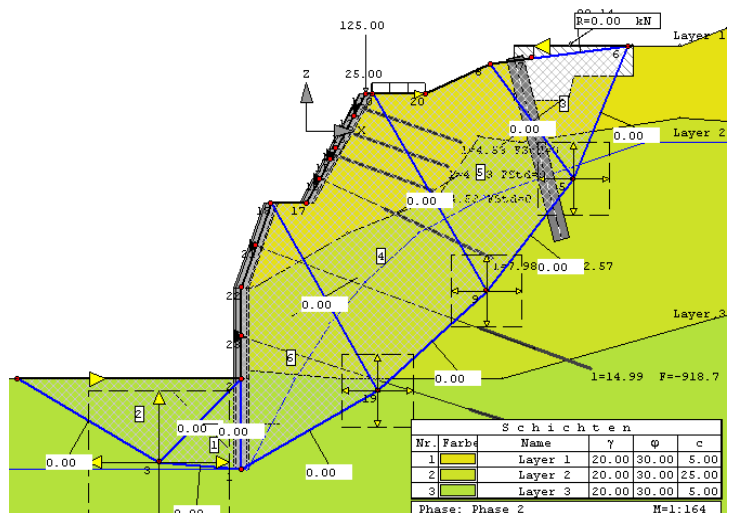 125.00
R=0.00 kN
Layer 1
Z
25.00
X
6
20
3
0.00
0.00
Layer 2
5
0.00
17
4
0.00
0.00
2.57
9
Layer 3
6
0.00
l=14.99 F=-918.7
19
2
0.00
0.00
1
0.00
3
0.00
0.00
Schichten
Nr. Farbe Name γ φ c
1 Layer 1 20.00 30.00 5.00
2 Layer 2 20.00 30.00 25.00
3 Layer 3 20.00 30.00 5.00
Phase: Phase 2 M=1:164